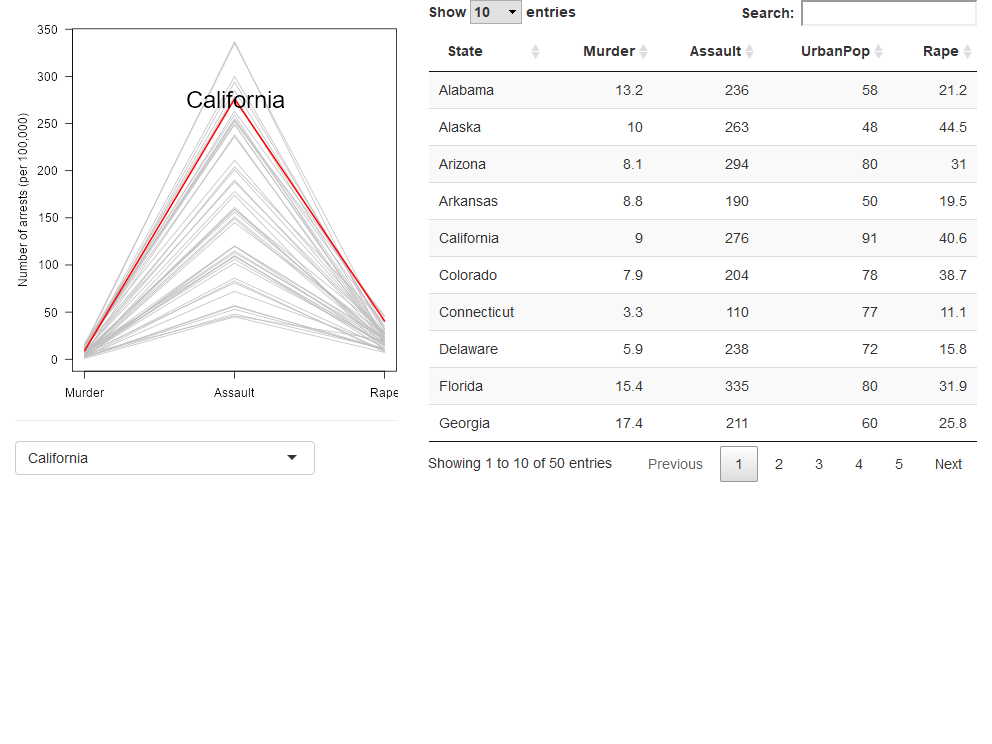 350
300
250
200
150
100
50
0
Number of arrests (per 100,000)
California
Murder Assault Rape
California
Show 10 entries Search:
State Murder Assault UrbanPop Rape
Alabama 13.2 236 58 21.2
Alaska 10 263 48 44.5
Arizona 8.1 294 80 31
Arkansas 8.8 190 50 19.5
California 9 276 91 40.6
Colorado 7.9 204 78 38.7
Connecticut 3.3 110 77 11.1
Delaware 5.9 238 72 15.8
Florida 15.4 335 80 31.9
Georgia 17.4 211 60 25.8
Showing 1 to 10 of 50 entries Previous 1 2 3 4 5 Next